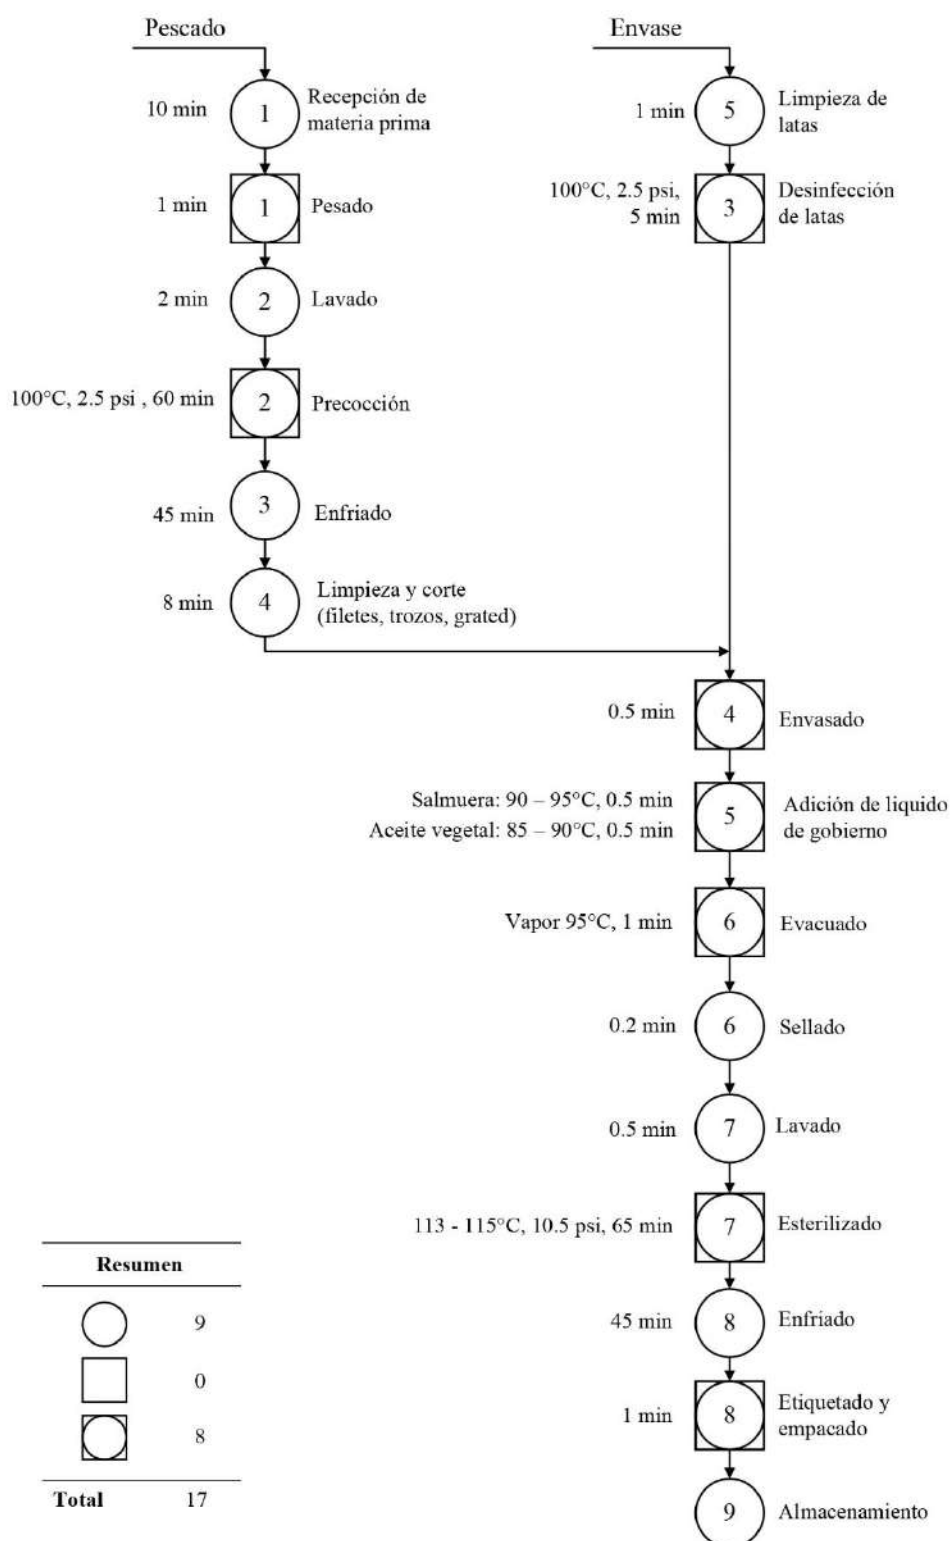 Pescado
10 min
1
Recepción de
materia prima
1 min
1
Pesado
2 min
2
Lavado
100°C, 2.5 psi , 60 min
2
Precocción
45 min
3
Enfriado
8 min
4
Limpieza y corte
(filetes, trozos, grated)
Envase
1 min
5
Limpieza de
latas
100°C, 2.5 psi,
5 min
3
Desinfección
de latas
0.5 min
4
Envasado
Salmuera: 90 – 95°C, 0.5 min
Aceite vegetal: 85 – 90°C, 0.5 min
5
Adición de liquido
de gobierno
Vapor 95°C, 1 min
6
Evacuado
0.2 min
6
Sellado
0.5 min
7
Lavado
113 - 115°C, 10.5 psi, 65 min
7
Esterilizado
45 min
8
Enfriado
1 min
8
Etiquetado y
empacado
9
Almacenamiento
Resumen
9
0
8
Total 17